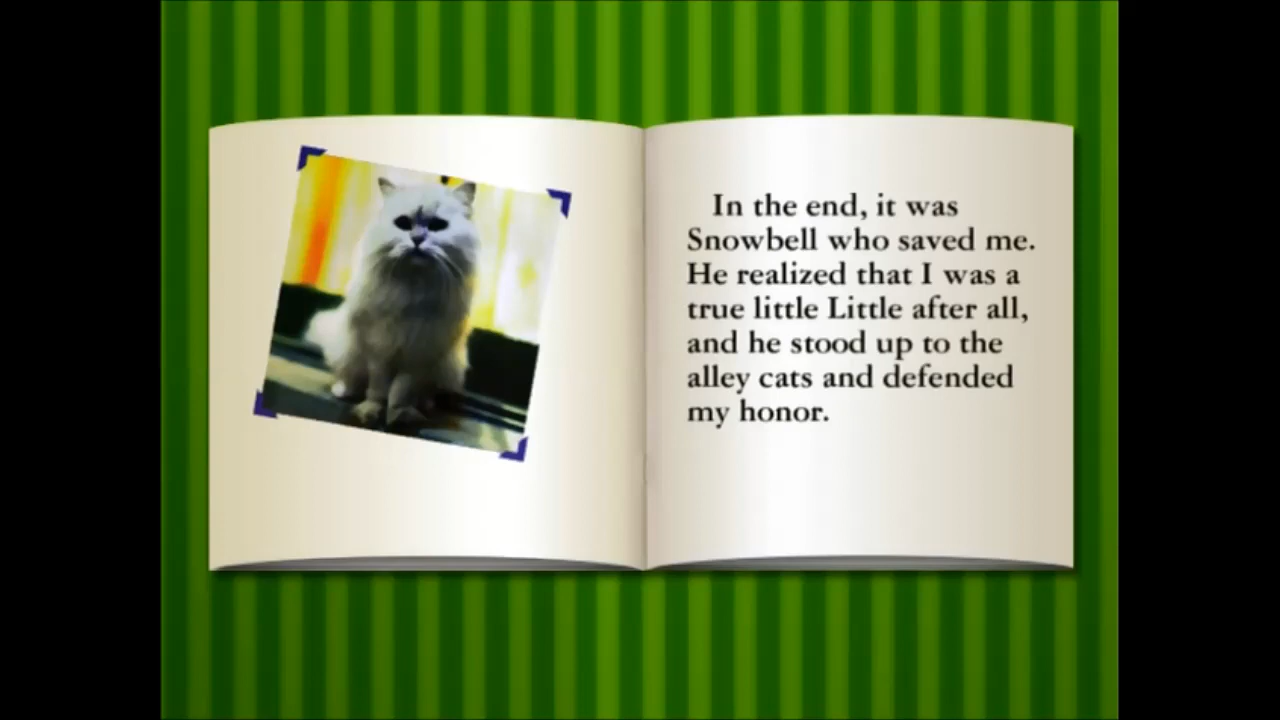 In the end, it was
Snowbell who saved me.
He realized that I was a
true little Little after all,
and he stood up to the
alley cats and defended
my honor.